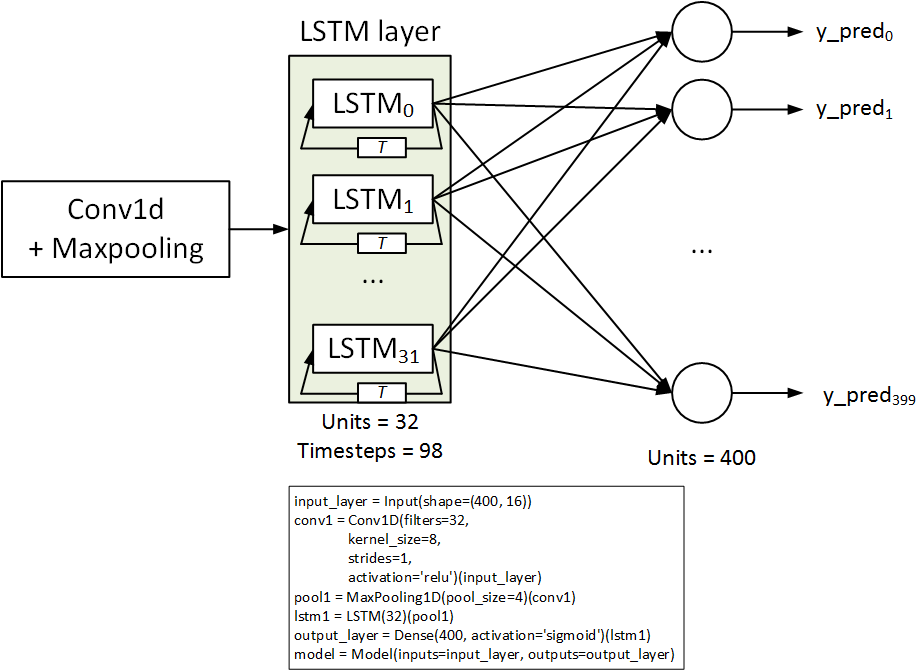 LSTM layer
LSTM0
T
LSTM1
T
...
LSTM31
T
Conv1d
+ Maxpooling
Units = 32
Timesteps = 98
y_pred0
y_pred1
...
y_pred399
Units = 400
input_layer = Input(shape=(400, 16))
conv1 = Conv1D(filters=32,
kernel_size=8,
strides=1,
activation='relu')(input_layer)
pool1 = MaxPooling1D(pool_size=4)(conv1)
lstm1 = LSTM(32)(pool1)
output_layer = Dense(400, activation='sigmoid')(lstm1)
model = Model(inputs=input_layer, outputs=output_layer)